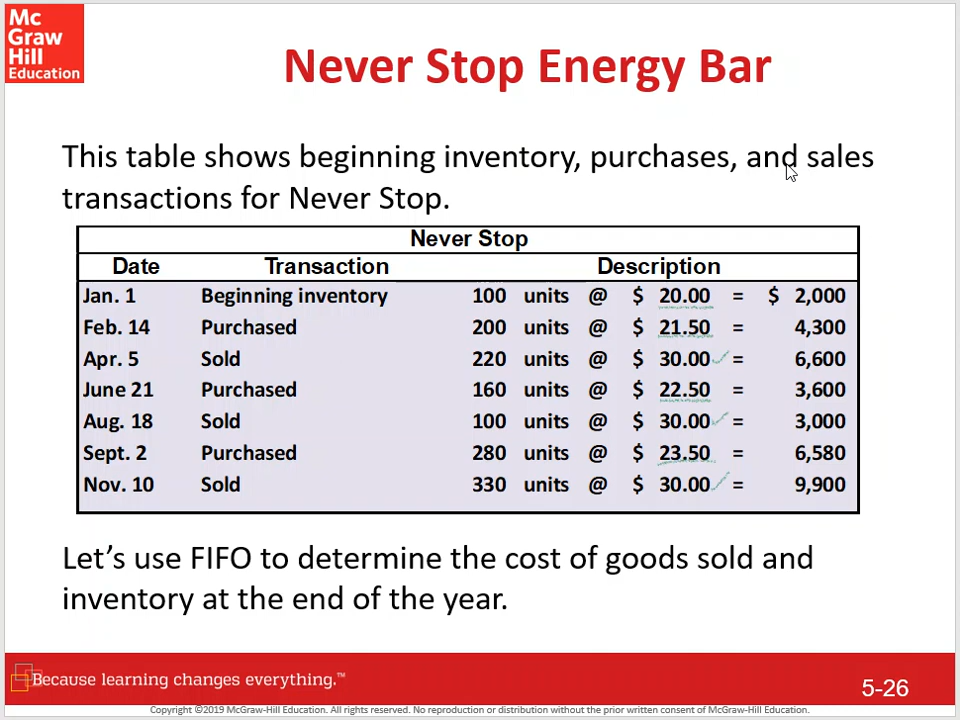 Mc
Graw
Hill
Education
Never Stop Energy Bar
This table shows beginning inventory, purchases, and sales
transactions for Never Stop.
Never Stop
Date Transaction Description
Jan. 1 Beginning inventory 100 units @ $ 20.00 = $ 2,000
Feb. 14 Purchased 200 units @ $ 21.50 = 4,300
Apr. 5 Sold 220 units @ $ 30.00 = 6,600
June 21 Purchased 160 units @ $ 22.50 = 3,600
Aug. 18 Sold 100 units @ $ 30.00 = 3,000
Sept. 2 Purchased 280 units @ $ 23.50 = 6,580
Nov. 10 Sold 330 units @ $ 30.00 = 9,900
Let’s use FIFO to determine the cost of goods sold and
inventory at the end of the year.
Because learning changes everything.™
5-26
Copyright ©2019 McGraw-Hill Education. All rights reserved. No reproduction or distribution without the prior written consent of McGraw-Hill Education.